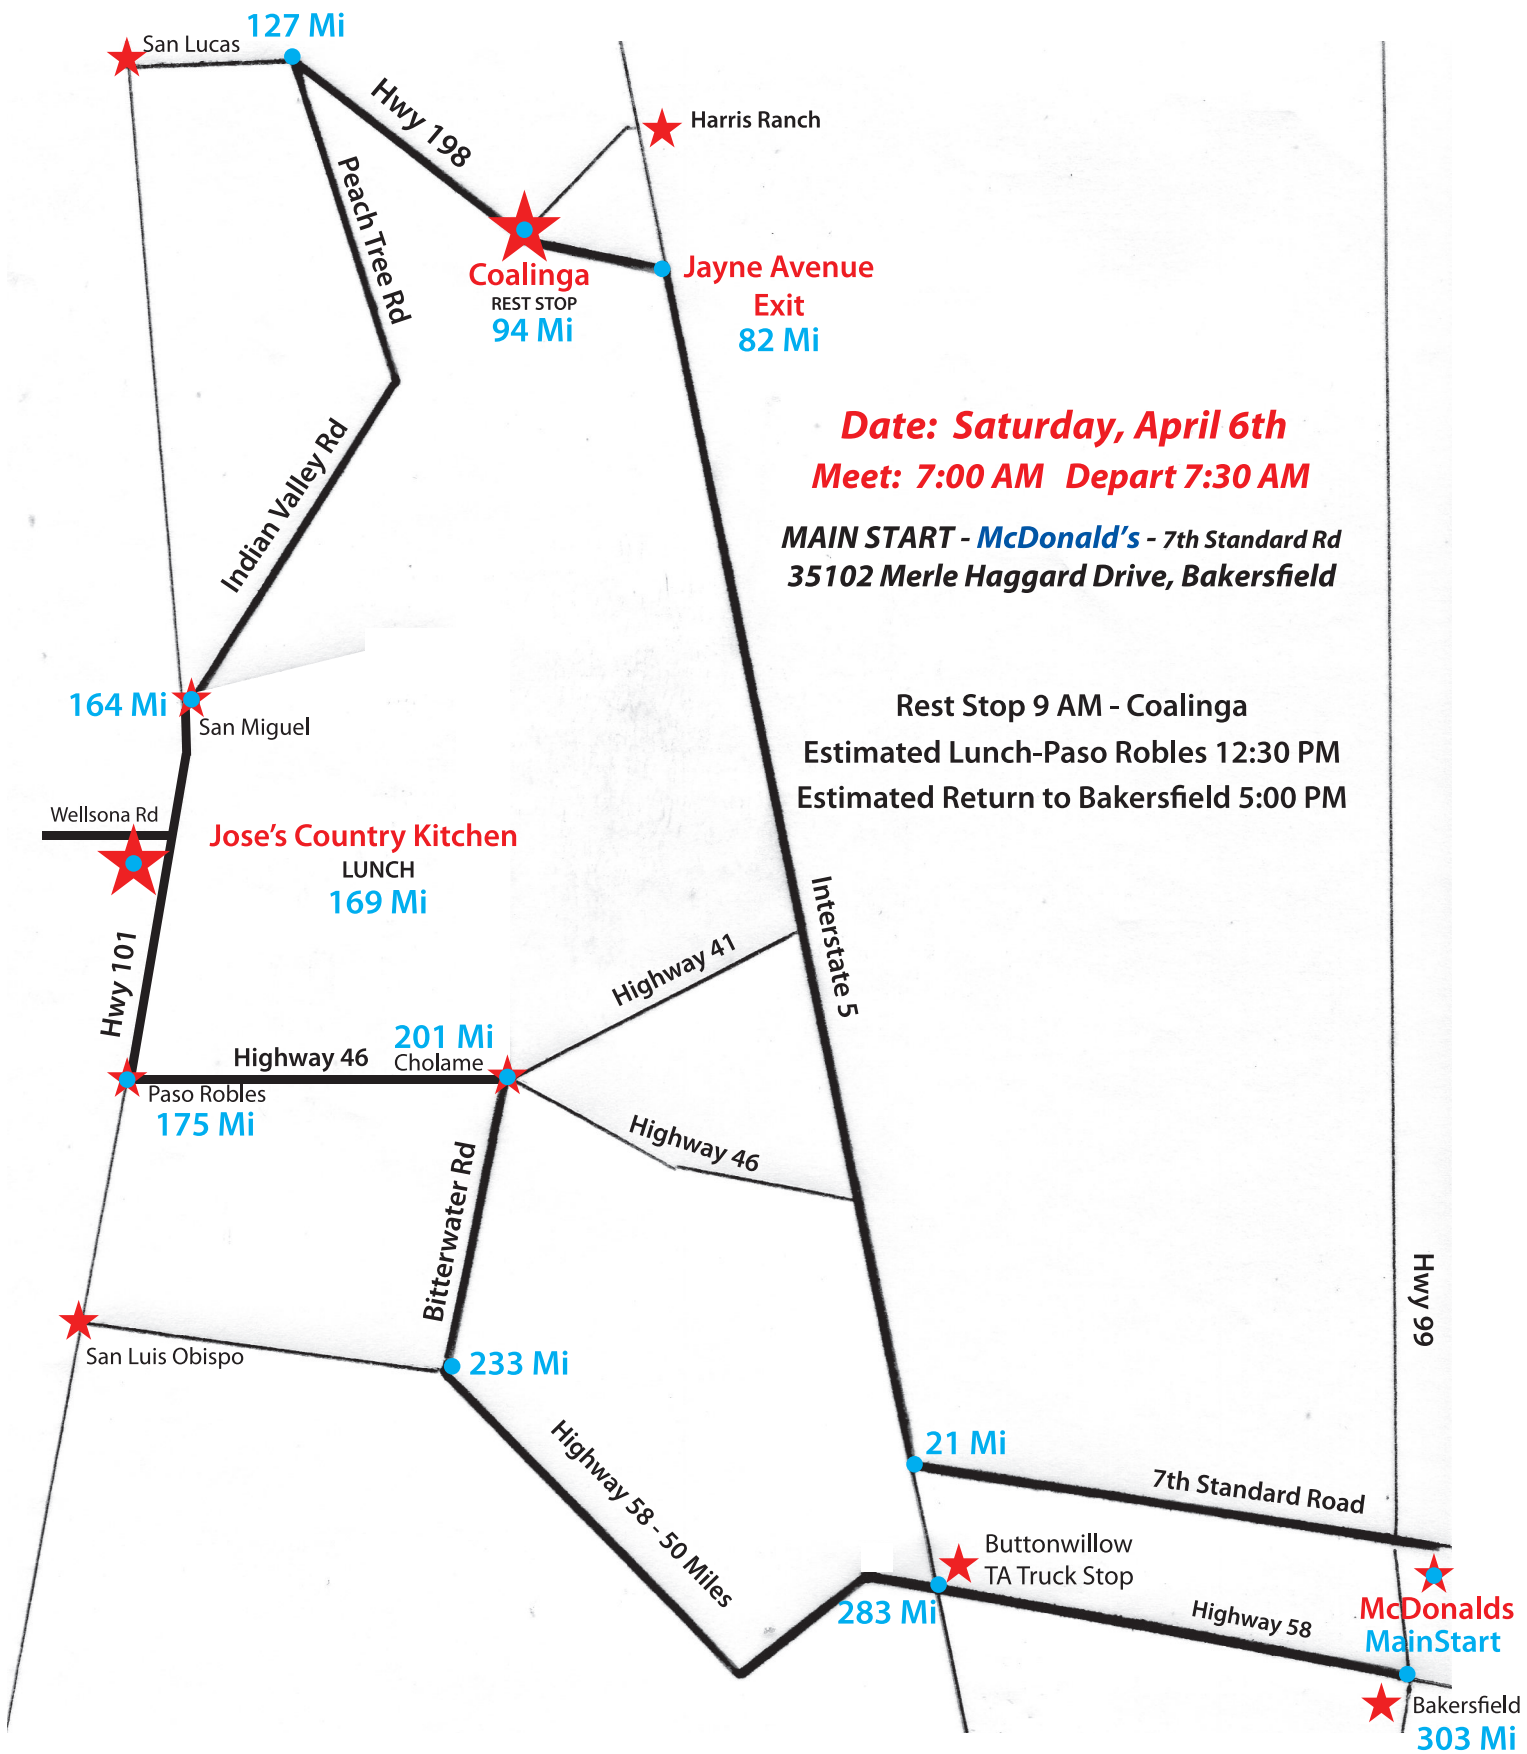 127 Mi
San Lucas
Hwy 198
Harris Ranch
Peach Tree Rd
Coalinga
REST STOP
94 Mi
Jayne Avenue
Exit
82 Mi
Date: Saturday, April 6th
Meet: 7:00 AM Depart 7:30 AM
MAIN START - McDonald's - 7th Standard Rd
35102 Merle Haggard Drive, Bakersfield
Indian Valley Rd
164 Mi
San Miguel
Rest Stop 9 AM - Coalinga
Estimated Lunch-Paso Robles 12:30 PM
Estimated Return to Bakersfield 5:00 PM
Wellsona Rd
Jose's Country Kitchen
LUNCH
169 Mi
Interstate 5
Hwy 101
Highway 41
201 Mi
Highway 46
Cholame
Paso Robles
175 Mi
Highway 46
Bitterwater Rd
Hwy 99
San Luis Obispo
233 Mi
Highway 58 - 50 Miles
21 Mi
7th Standard Road
Buttonwillow
TA Truck Stop
283 Mi
Highway 58
McDonalds
MainStart
Bakersfield
303 Mi